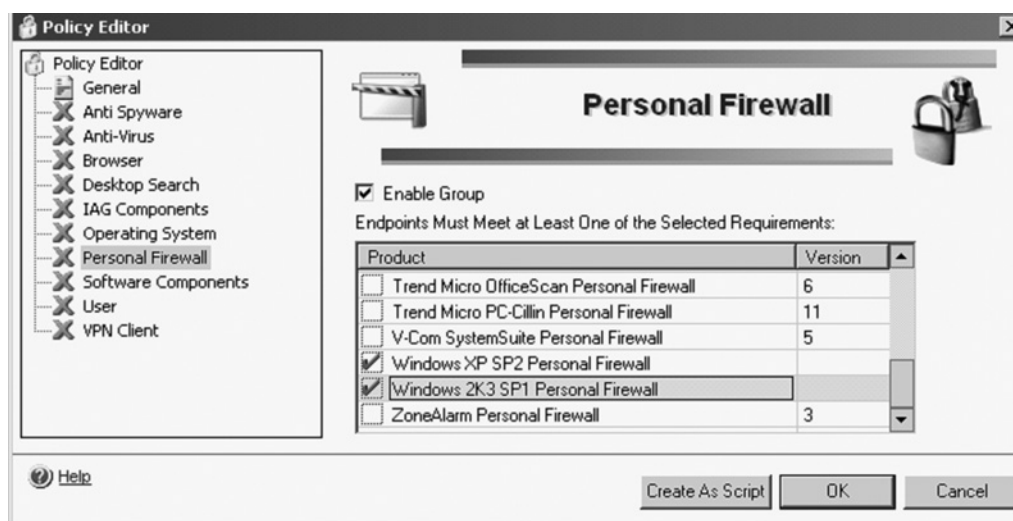 Policy Editor
Policy Editor
General
Anti Spyware
Anti-Virus
Browser
Desktop Search
IAG Components
Operating System
Personal Firewall
Software Components
User
VPN Client
Personal Firewall
Enable Group
Endpoints Must Meet at Least One of the Selected Requirements:
Product Version
Trend Micro OfficeScan Personal Firewall 6
Trend Micro PC-Cillin Personal Firewall 11
V-Com SystemSuite Personal Firewall 5
Windows XP SP2 Personal Firewall
Windows 2K3 SP1 Personal Firewall
ZoneAlarm Personal Firewall 3
Help
Create As Script OK Cancel